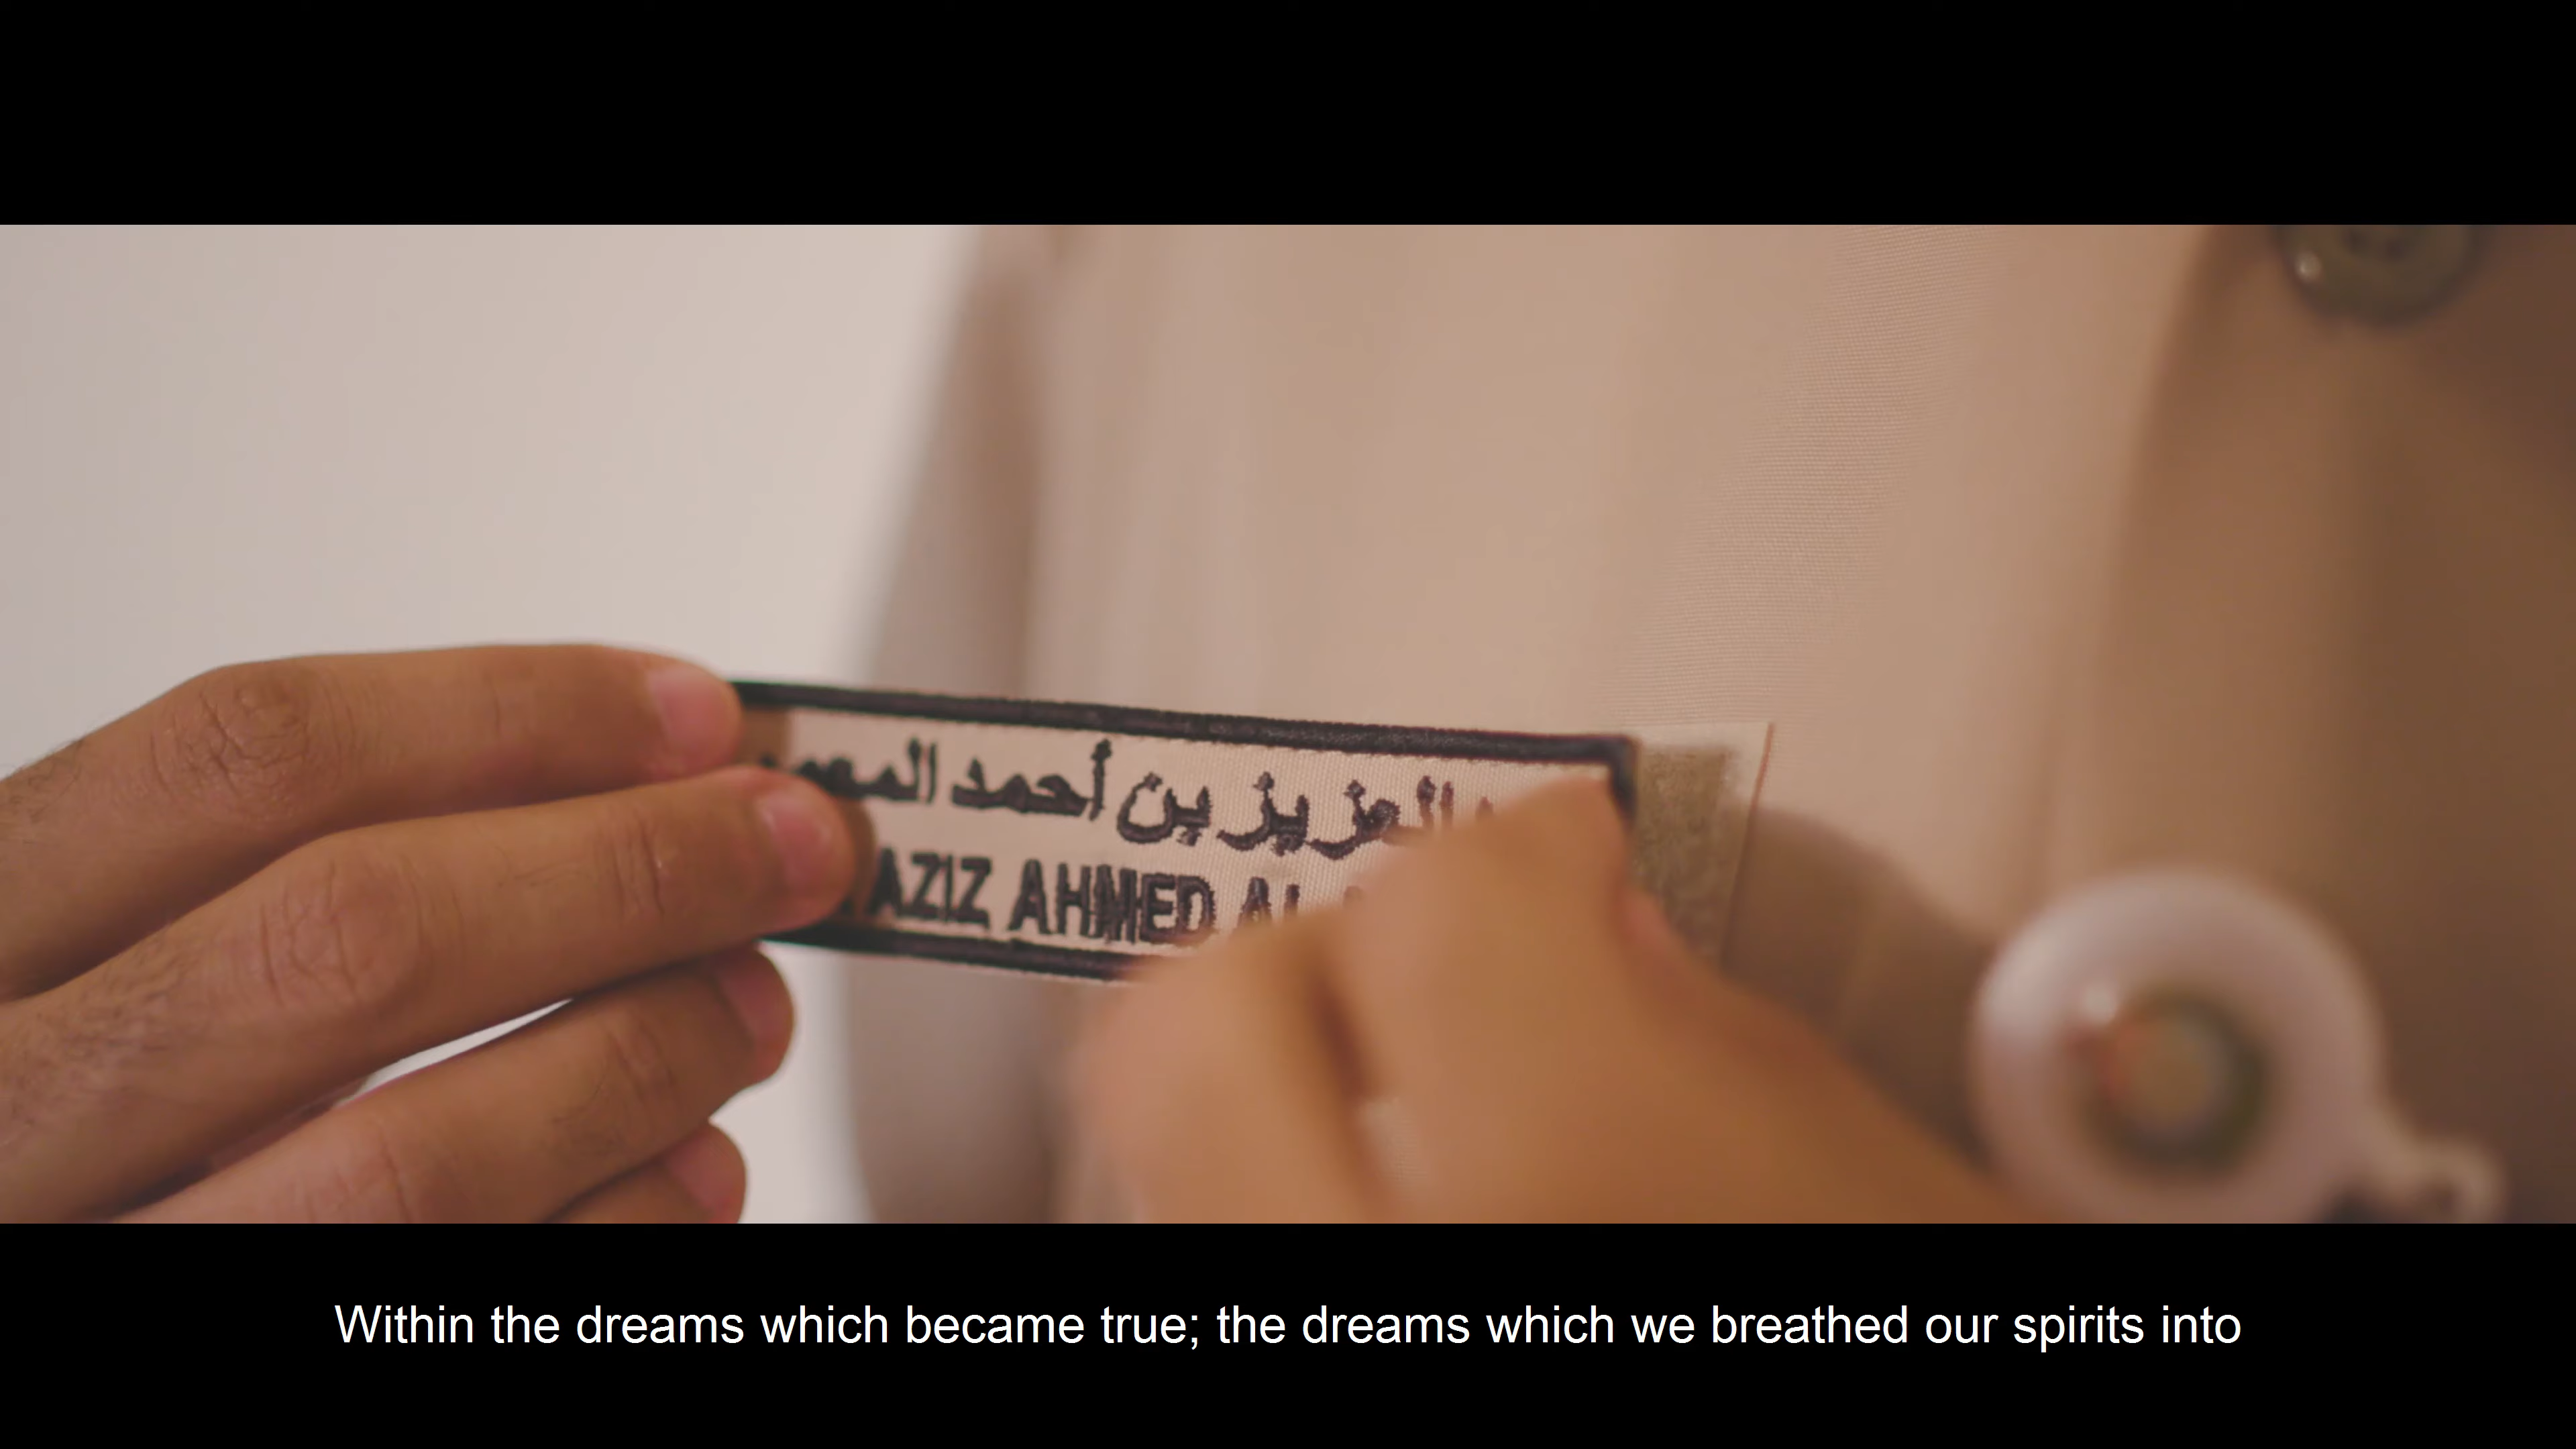 العزيز بن أحمد
AZIZ AHMED AL
Within the dreams which became true; the dreams which we breathed our spirits into